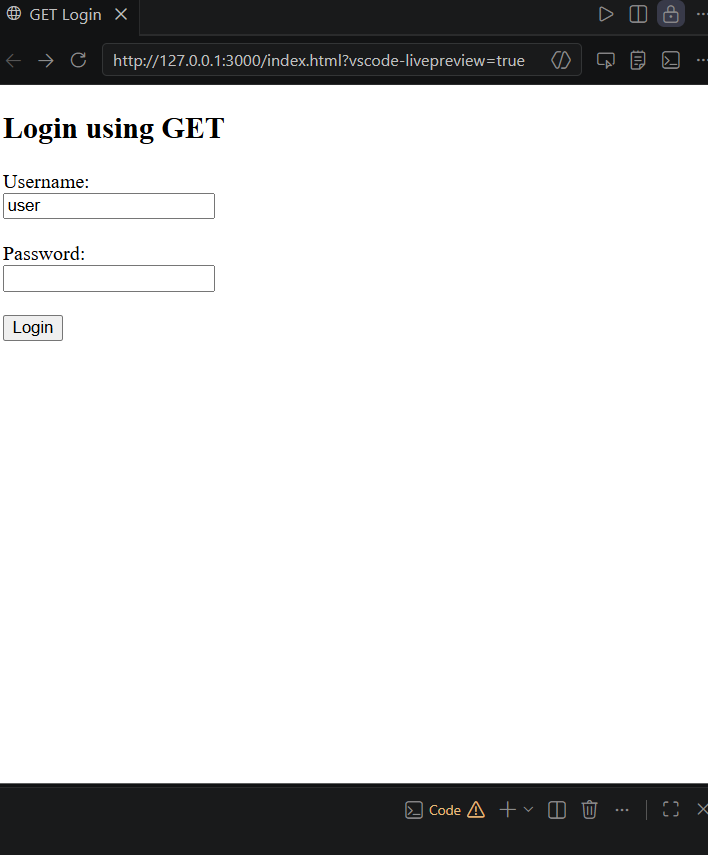 GET Login
http://127.0.0.1:3000/index.html?vscode-livepreview=true
Login using GET
Username:
user
Password:
Login
Code